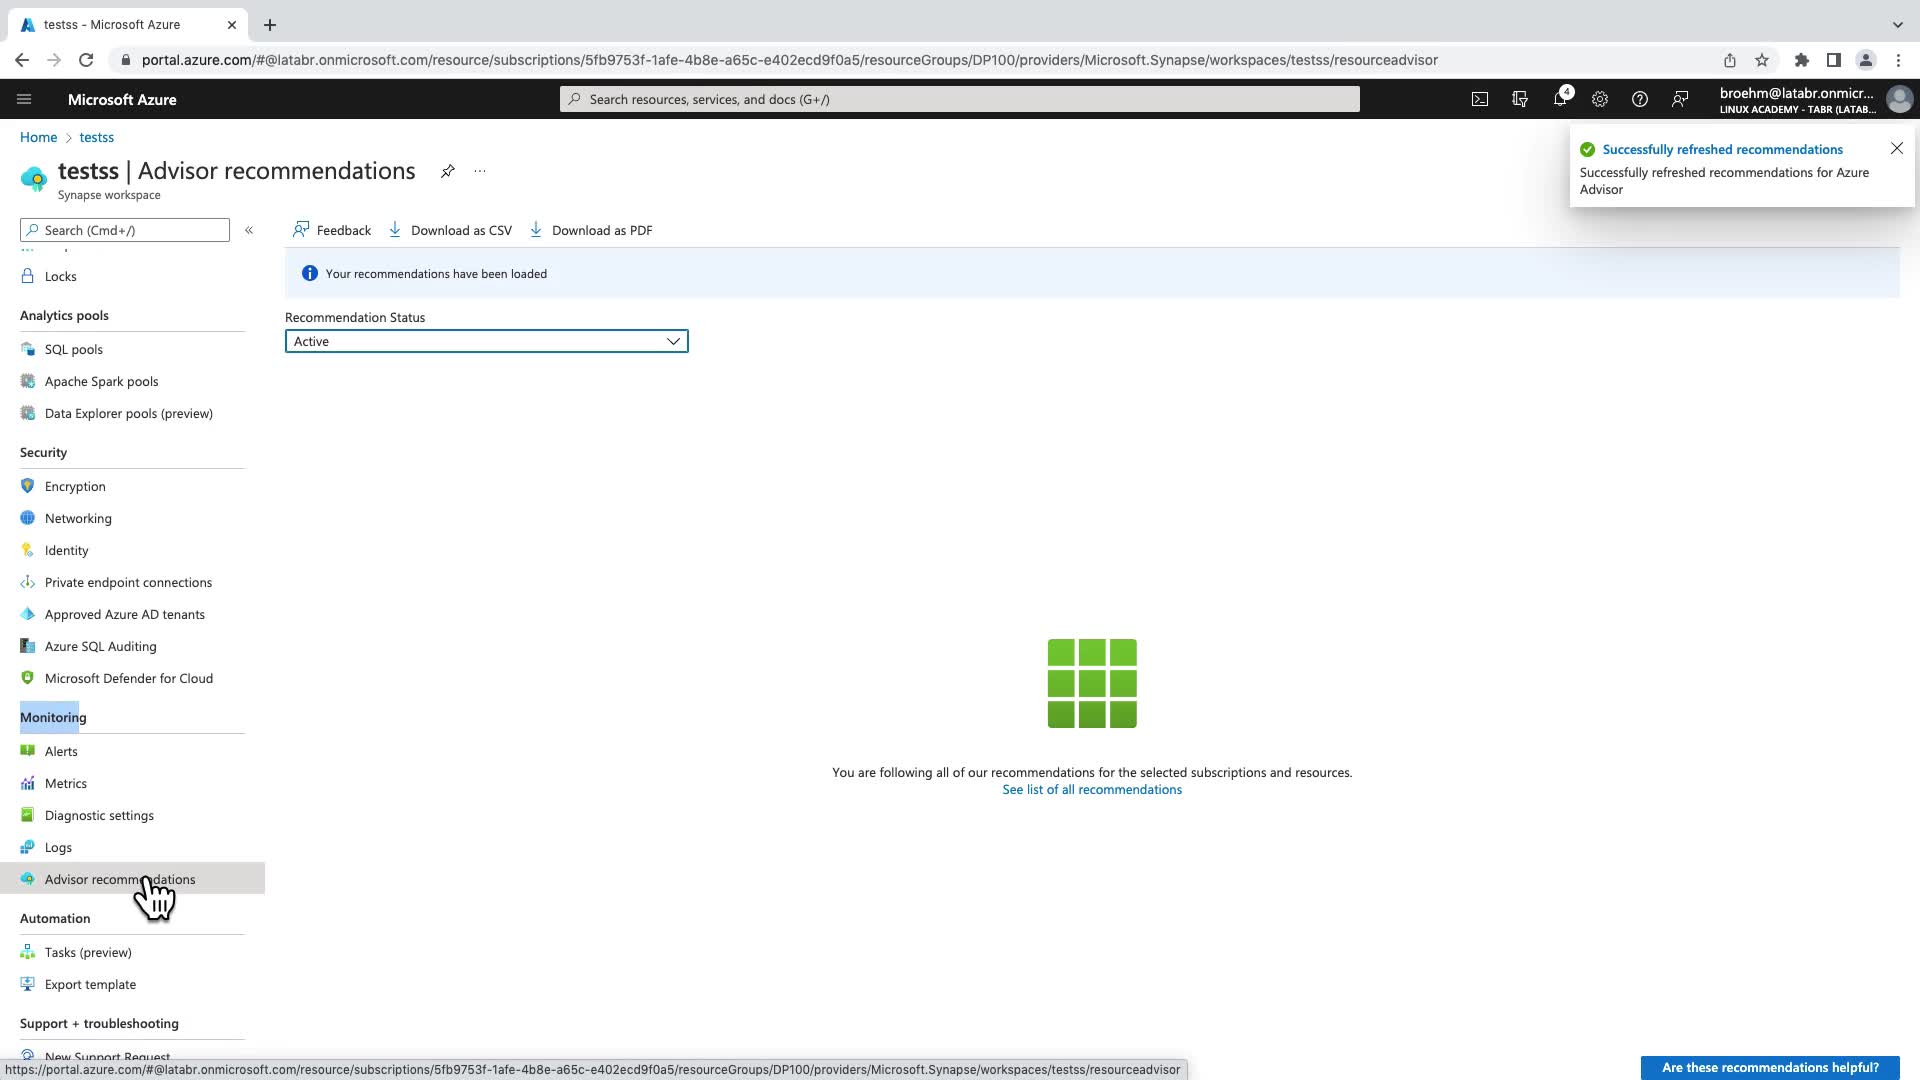 testss - Microsoft Azure
portal.azure.com/#@latabr.onmicrosoft.com/resource/subscriptions/5fb9753f-1afe-4b8e-a65c-e402ecd9f0a5/resourceGroups/DP100/providers/Microsoft.Synapse/workspaces/testss/resourceadvisor
Microsoft Azure
Search resources, services, and docs (G+/)
4
broehm@latabr.onmicr...
LINUX ACADEMY - TABR (LATAB...
Home > testss
Successfully refreshed recommendations
Successfully refreshed recommendations for Azure
Advisor
testss | Advisor recommendations
...
Synapse workspace
Search (Cmd+/)
«
Feedback
Download as CSV
Download as PDF
Your recommendations have been loaded
Recommendation Status
Active
Locks
Analytics pools
SQL pools
Apache Spark pools
Data Explorer pools (preview)
Security
Encryption
Networking
Identity
Private endpoint connections
Approved Azure AD tenants
Azure SQL Auditing
Microsoft Defender for Cloud
Monitoring
Alerts
Metrics
Diagnostic settings
Logs
Advisor recommendations
Automation
Tasks (preview)
Export template
Support + troubleshooting
New Support Request
You are following all of our recommendations for the selected subscriptions and resources.
See list of all recommendations
https://portal.azure.com/#@latabr.onmicrosoft.com/resource/subscriptions/5fb9753f-1afe-4b8e-a65c-e402ecd9f0a5/resourceGroups/DP100/providers/Microsoft.Synapse/workspaces/testss/resourceadvisor
Are these recommendations helpful?